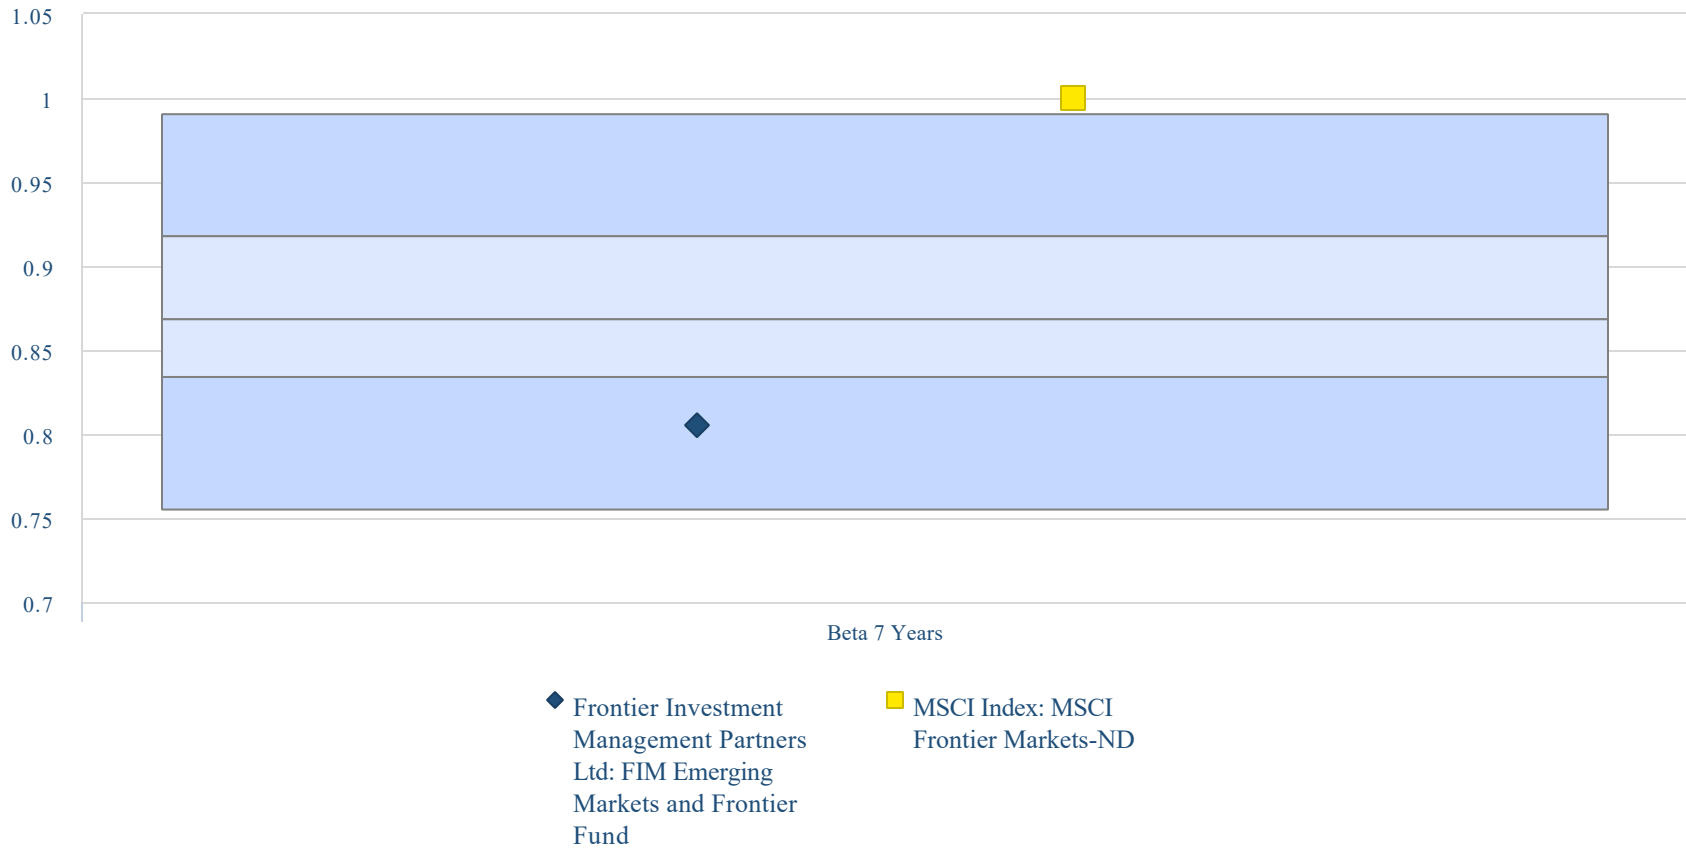 1.05
1
0.95
0.9
0.85
0.8
0.75
0.7
Beta 7 Years
Frontier Investment
Management Partners
Ltd: FIM Emerging
Markets and Frontier
Fund
MSCI Index: MSCI
Frontier Markets-ND